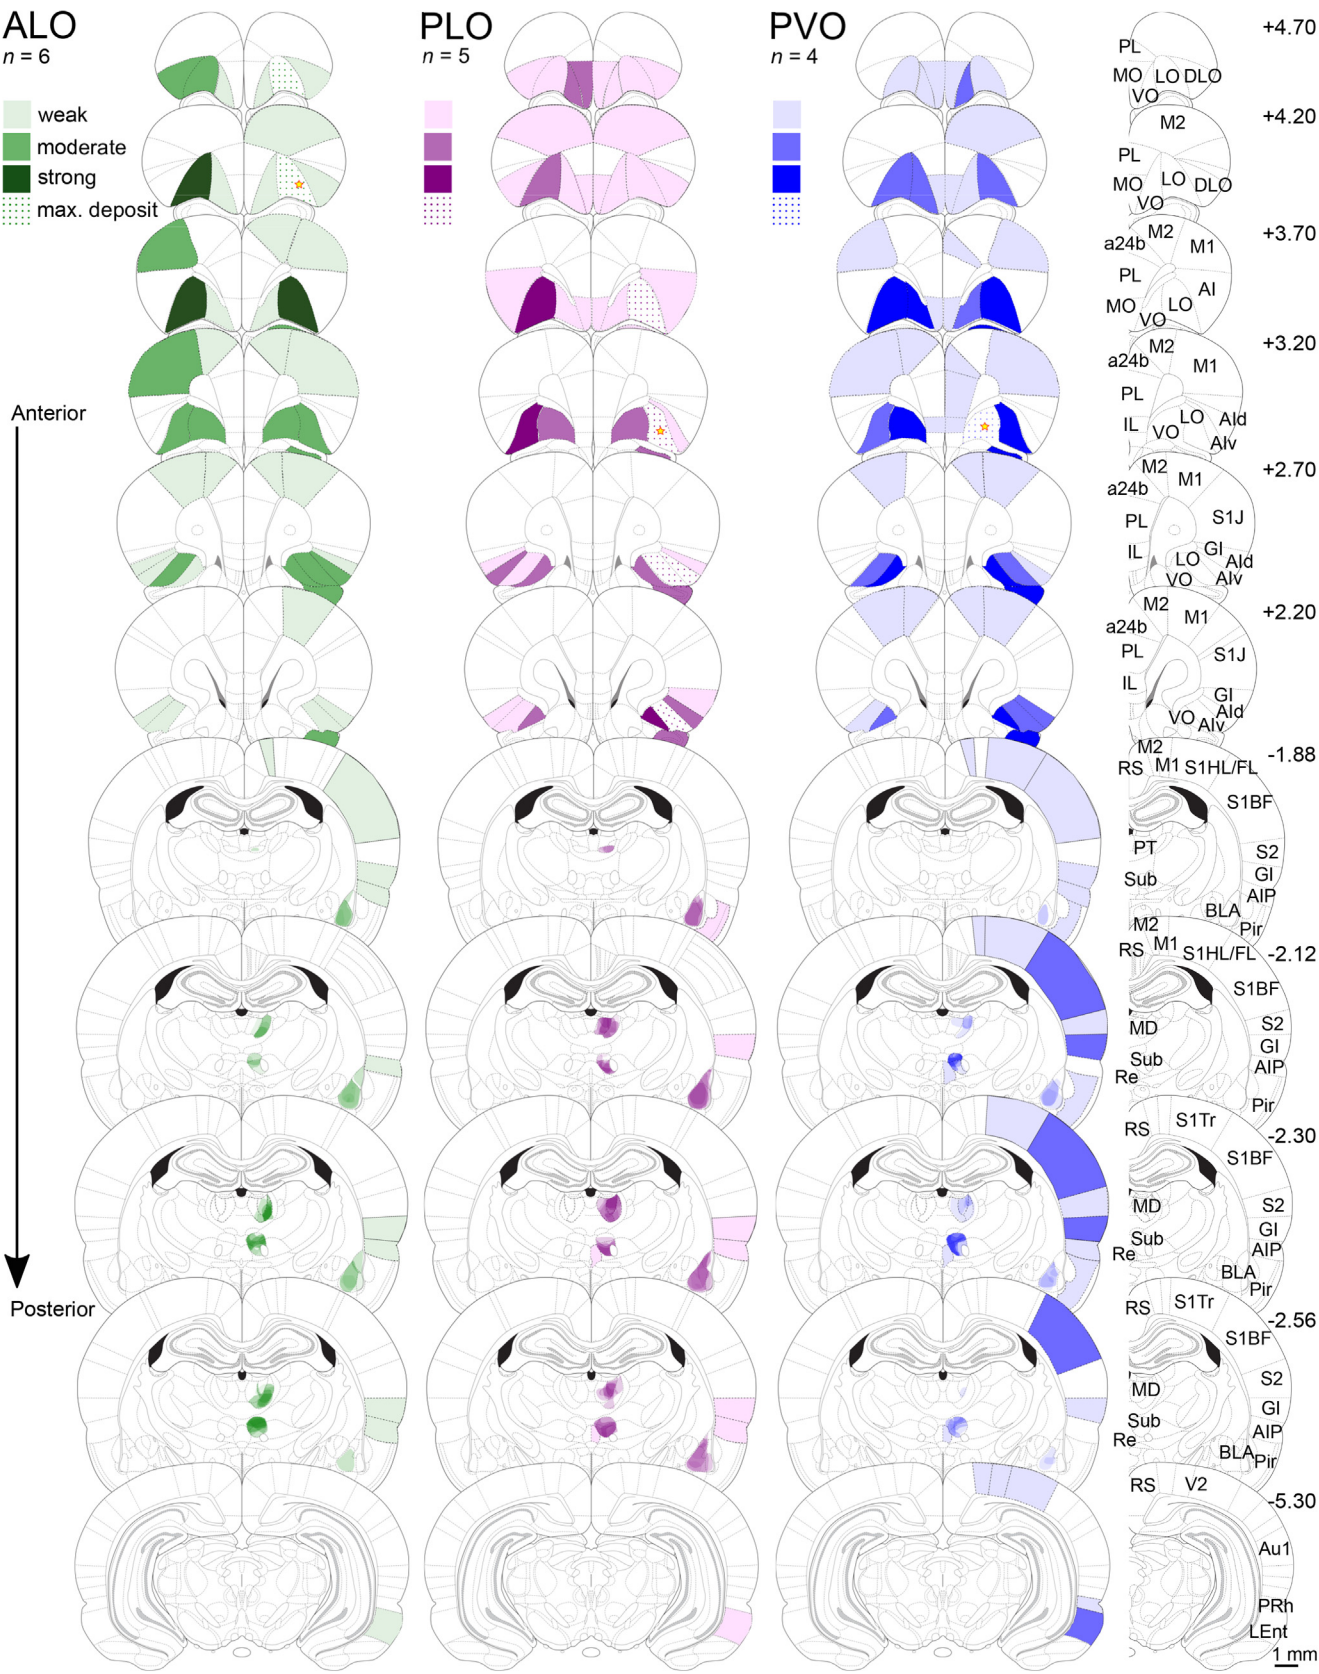 ALO
n = 6
PLO
n = 5
PVO
n = 4
weak
moderate
strong
max. deposit
Anterior
Posterior
+4.70
PL
MO LO DLO
VO
+4.20
M2
PL
MO LO DLO
VO
+3.70
M2
a24b M1
PL
AI
MO LO
VO
+3.20
M2
a24b M1
PL
IL LO AId
VO
AIv
+2.70
M2
M1
a24b
PL S1J
IL GI
LO AId
VO AIv
+2.20
M2
M1
a24b
PL S1J
IL
GI
VO AId
AIv
-1.88
M2
RS M1 S1HL/FL
S1BF
PT S2
GI
Sub
AIP
BLA
Pir
-2.12
M2
RS M1 S1HL/FL
S1BF
MD S2
GI
Sub AIP
Re
Pir
-2.30
RS S1Tr
S1BF
MD S2
GI
Sub
Re AIP
BLA
Pir
-2.56
RS S1Tr
S1BF
S2
MD
GI
Sub
Re AIP
BLA Pir
-5.30
RS V2
Au1
PRh
LEnt
1 mm